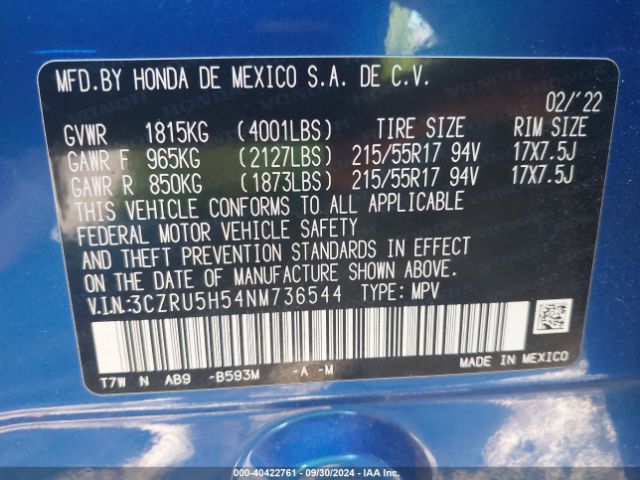 MFD.BY HONDA DE MEXICO S.A. DE C.V.
02/'22
GVWR 1815KG (4001LBS) TIRE SIZE RIM SIZE
GAWR F 965KG (2127LBS) 215/55R17 94V 17X7.5J
GAWR R 850KG (1873LBS) 215/55R17 94V 17X7.5J
THIS VEHICLE CONFORMS TO ALL APPLICABLE
FEDERAL MOTOR VEHICLE SAFETY
AND THEFT PREVENTION STANDARDS IN EFFECT
ON THE DATE OF MANUFACTURE SHOWN ABOVE.
V.I.N:3CZRU5H54NM736544 TYPE: MPV
MADE IN MEXICO
T7W N AB9 -B593M -A -M
000-40422761 - 09/30/2024 - IAA Inc.